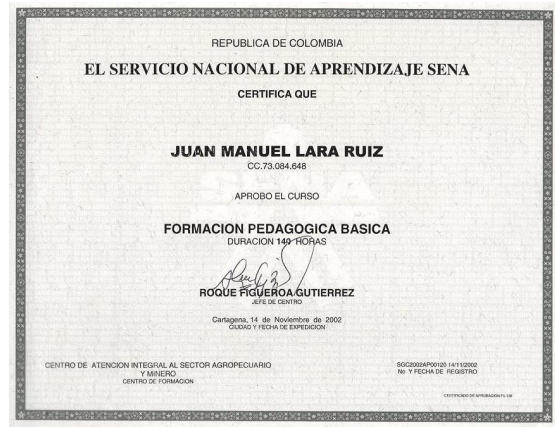 REPUBLICA DE COLOMBIA
EL SERVICIO NACIONAL DE APRENDIZAJE SENA
CERTIFICA QUE
JUAN MANUEL LARA RUIZ
CC.73.084.648
APROBO EL CURSO
FORMACION PEDAGOGICA BASICA
DURACION 140 HORAS
ROQUE FIGUEROA GUTIERREZ
JEFE DE CENTRO
Cartagena, 14 de Noviembre de 2002
CIUDAD Y FECHA DE EXPEDICION
CENTRO DE ATENCION INTEGRAL AL SECTOR AGROPECUARIO
Y MINERO
CENTRO DE FORMACION
SGC2002AP00120 14/11/2002
No Y FECHA DE REGISTRO
CERTIFICADO DE APROBACION